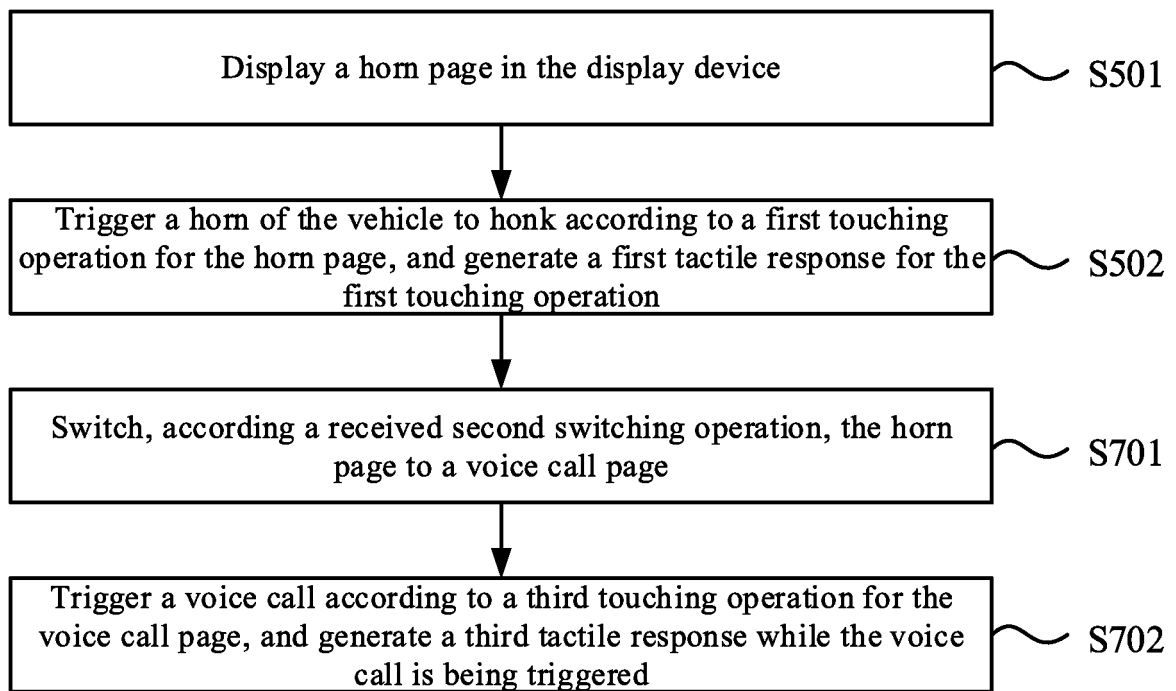 Display a horn page in the display device
S501
Trigger a horn of the vehicle to honk according to a first touching
operation for the horn page, and generate a first tactile response for the
first touching operation
S502
Switch, according a received second switching operation, the horn
page to a voice call page
S701
Trigger a voice call according to a third touching operation for the
voice call page, and generate a third tactile response while the voice
call is being triggered
S702